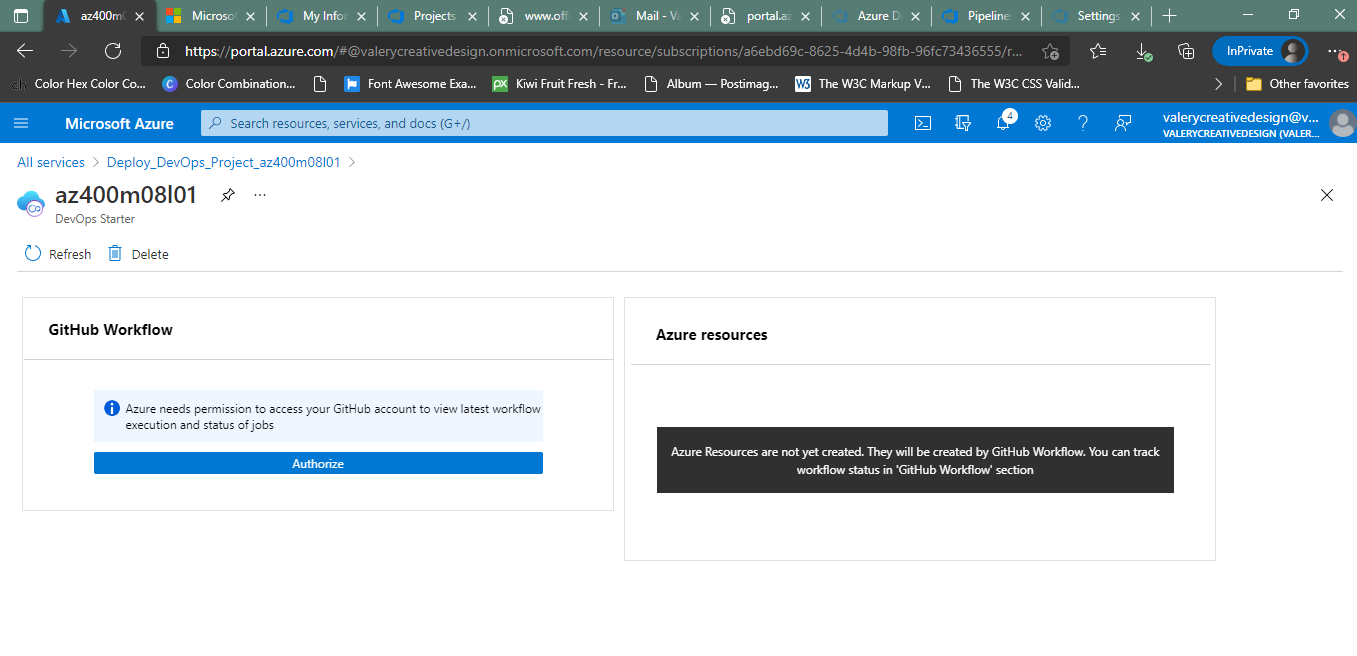 az400m0
Microsof
My Infor
Projects
www.offi
Mail - Va
portal.az
Azure D
Pipeline
Settings
https://portal.azure.com/#@valerycreativedesign.onmicrosoft.com/resource/subscriptions/a6ebd69c-8625-4d4b-98fb-96fc73436555/r...
InPrivate
Color Hex Color Co...
Color Combination...
Font Awesome Exa...
Kiwi Fruit Fresh - Fr...
Album — Postimag...
The W3C Markup V...
The W3C CSS Valid...
Other favorites
Microsoft Azure
Search resources, services, and docs (G+/)
4
valerycreativedesign@v...
VALERYCREATIVEDESIGN (VALER...
All services > Deploy_DevOps_Project_az400m08l01 >
az400m08l01
DevOps Starter
Refresh
Delete
GitHub Workflow
Azure needs permission to access your GitHub account to view latest workflow
execution and status of jobs
Authorize
Azure resources
Azure Resources are not yet created. They will be created by GitHub Workflow. You can track
workflow status in 'GitHub Workflow' section